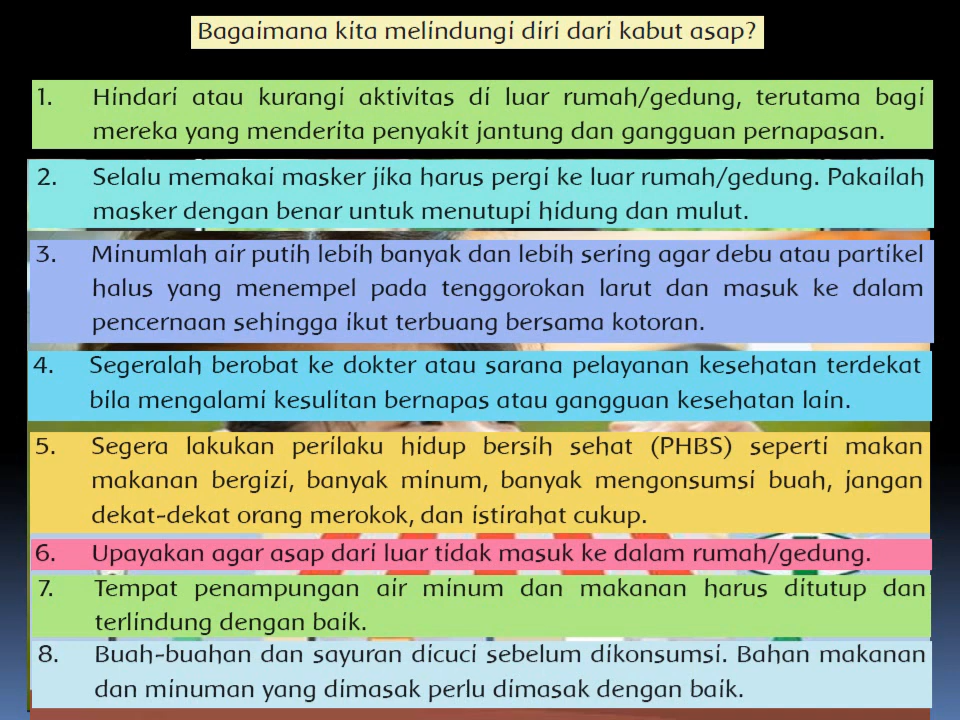 Bagaimana kita melindungi diri dari kabut asap?
1. Hindari atau kurangi aktivitas di luar rumah/gedung, terutama bagi
mereka yang menderita penyakit jantung dan gangguan pernapasan.
2. Selalu memakai masker jika harus pergi ke luar rumah/gedung. Pakailah
masker dengan benar untuk menutupi hidung dan mulut.
3. Minumlah air putih lebih banyak dan lebih sering agar debu atau partikel
halus yang menempel pada tenggorokan larut dan masuk ke dalam
pencernaan sehingga ikut terbuang bersama kotoran.
4. Segeralah berobat ke dokter atau sarana pelayanan kesehatan terdekat
bila mengalami kesulitan bernapas atau gangguan kesehatan lain.
5. Segera lakukan perilaku hidup bersih sehat (PHBS) seperti makan
makanan bergizi, banyak minum, banyak mengonsumsi buah, jangan
dekat-dekat orang merokok, dan istirahat cukup.
6. Upayakan agar asap dari luar tidak masuk ke dalam rumah/gedung.
7. Tempat penampungan air minum dan makanan harus ditutup dan
terlindung dengan baik.
8. Buah-buahan dan sayuran dicuci sebelum dikonsumsi. Bahan makanan
dan minuman yang dimasak perlu dimasak dengan baik.